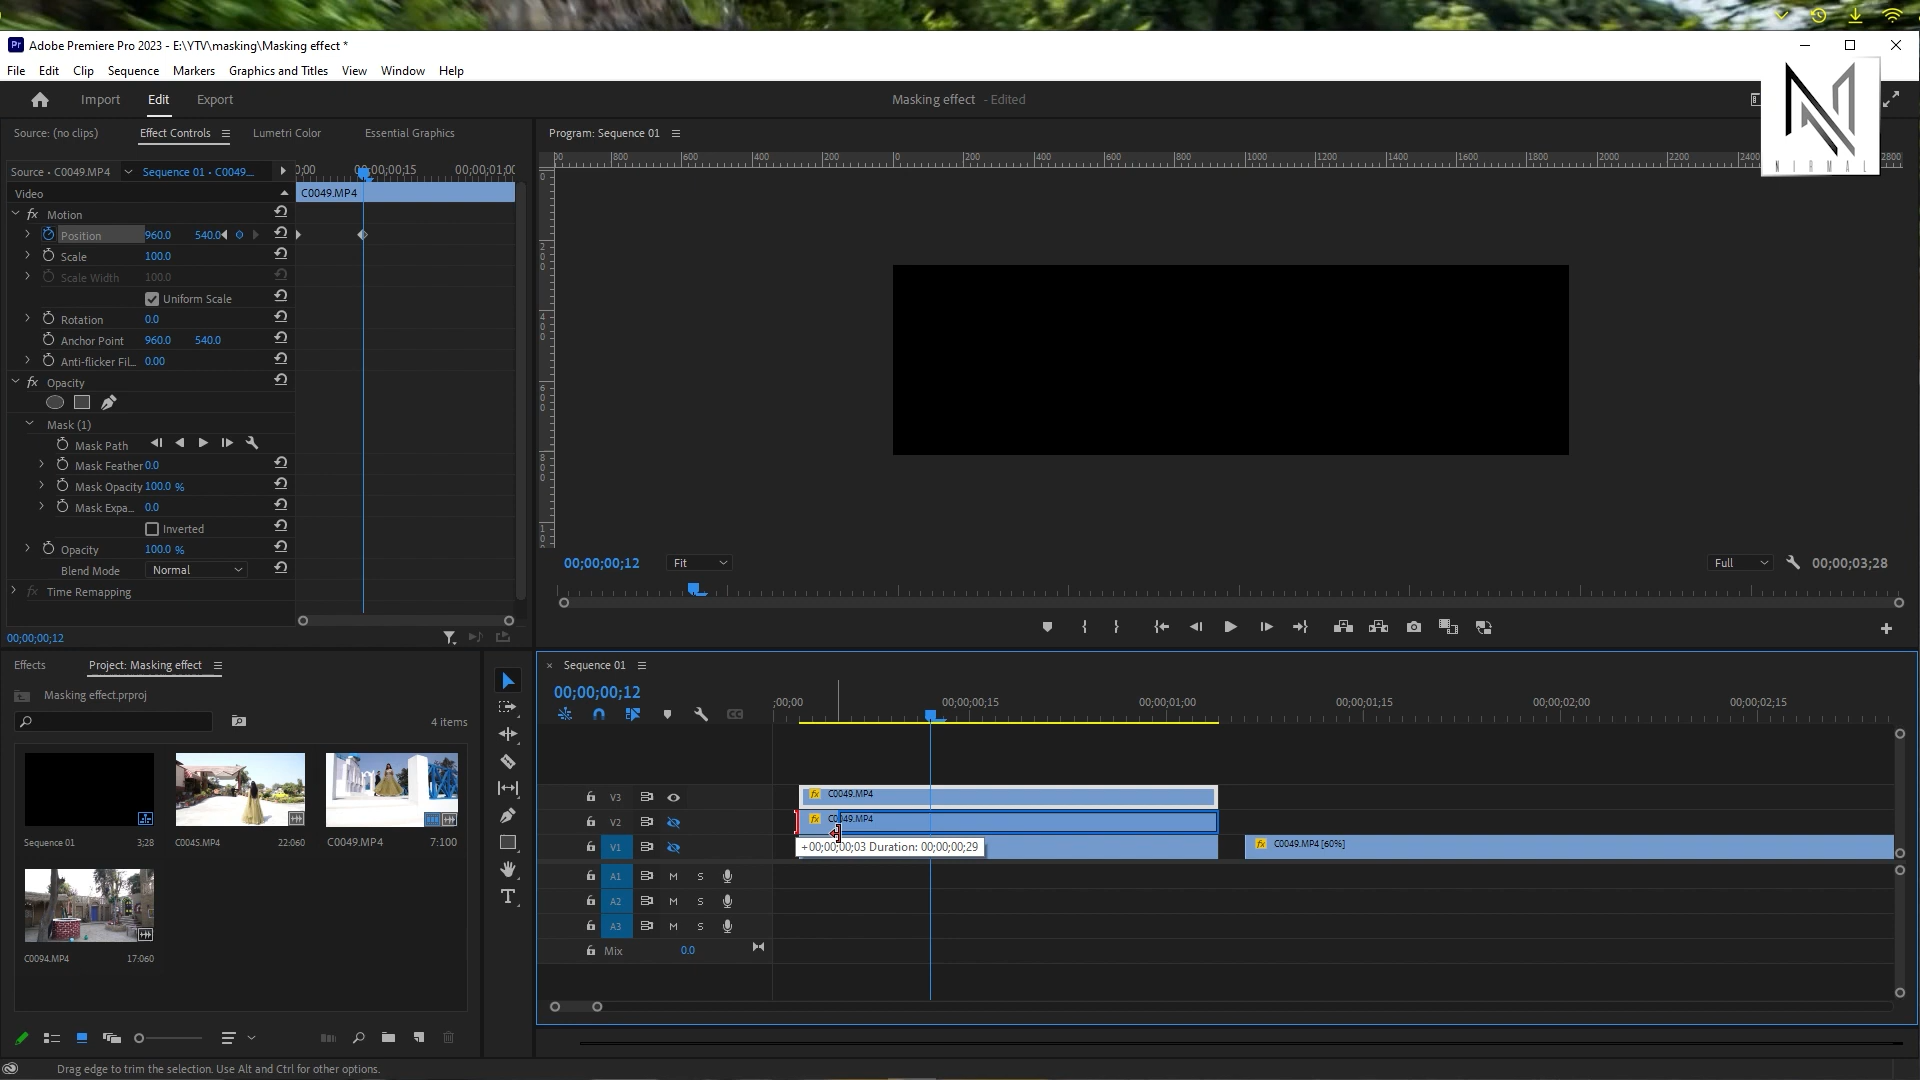 Adobe Premiere Pro 2023 - E:\YTV\masking\Masking effect *
File Edit Clip Sequence Markers Graphics and Titles View Window Help
Import Edit Export
Masking effect - Edited
NIRMAL
Source: (no clips) Effect Controls Lumetri Color Essential Graphics
Program: Sequence 01
Source • C0049.MP4 Sequence 01 • C0049... 00;00;00;15 00;00;01;00
Video C0049.MP4
fx Motion
Position 960.0 540.0
Scale 100.0
Scale Width 100.0
Uniform Scale
Rotation 0.0
Anchor Point 960.0 540.0
Anti-flicker Fil... 0.00
fx Opacity
Mask (1)
Mask Path
Mask Feather 0.0
Mask Opacity 100.0 %
Mask Expa... 0.0
Inverted
Opacity 100.0 %
Blend Mode Normal
fx Time Remapping
00;00;00;12
00;00;00;12 Fit Full 00;00;03;28
Effects Project: Masking effect
Masking effect.prproj
4 items
Sequence 01 3;28
C0045.MP4 22:060
C0049.MP4 7:100
C0094.MP4 17:060
Sequence 01
00;00;00;12
;00;00 00;00;00;15 00;00;01;00 00;00;01;15 00;00;02;00 00;00;02;15
V3 fx C0049.MP4
V2 fx C0049.MP4
V1 fx C0049.MP4 [60%]
+00;00;00;03 Duration: 00;00;00;29
A1 M S
A2 M S
A3 M S
Mix 0.0
Drag edge to trim the selection. Use Alt and Ctrl for other options.